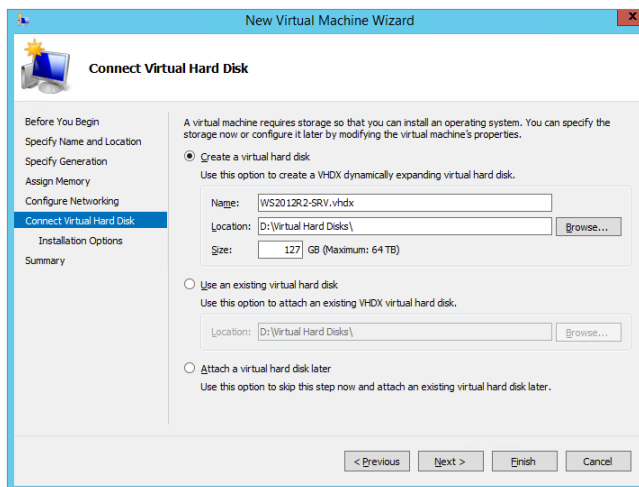 New Virtual Machine Wizard
x
Connect Virtual Hard Disk
Before You Begin
Specify Name and Location
Specify Generation
Assign Memory
Configure Networking
Connect Virtual Hard Disk
Installation Options
Summary
A virtual machine requires storage so that you can install an operating system. You can specify the
storage now or configure it later by modifying the virtual machine's properties.
Create a virtual hard disk
Use this option to create a VHDX dynamically expanding virtual hard disk.
Name: WS2012R2-SRV.vhdx
Location: D:\Virtual Hard Disks\ Browse...
Size: 127 GB (Maximum: 64 TB)
Use an existing virtual hard disk
Use this option to attach an existing VHDX virtual hard disk.
Location: D:\Virtual Hard Disks\ Browse...
Attach a virtual hard disk later
Use this option to skip this step now and attach an existing virtual hard disk later.
< Previous Next > Finish Cancel